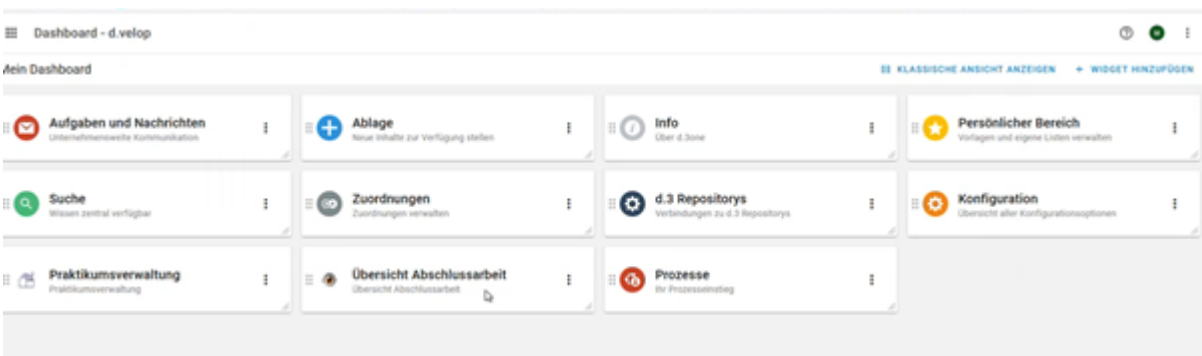 Dashboard - d.velop
Mein Dashboard
KLASSISCHE ANSICHT ANZEIGEN + WIDGET HINZUFÜGEN
Aufgaben und Nachrichten
Unternehmensweite Kommunikation
Ablage
Neue Inhalte zur Verfügung stellen
Info
Über d.3one
Persönlicher Bereich
Vorlagen und eigene Listen verwalten
Suche
Wissen zentral verfügbar
Zuordnungen
Zuordnungen verwalten
d.3 Repositorys
Verbindungen zu d.3 Repositorys
Konfiguration
Übersicht aller Konfigurationsoptionen
Praktikumsverwaltung
Praktikumsverwaltung
Übersicht Abschlussarbeit
Übersicht Abschlussarbeit
Prozesse
Ihr Prozesseinstieg